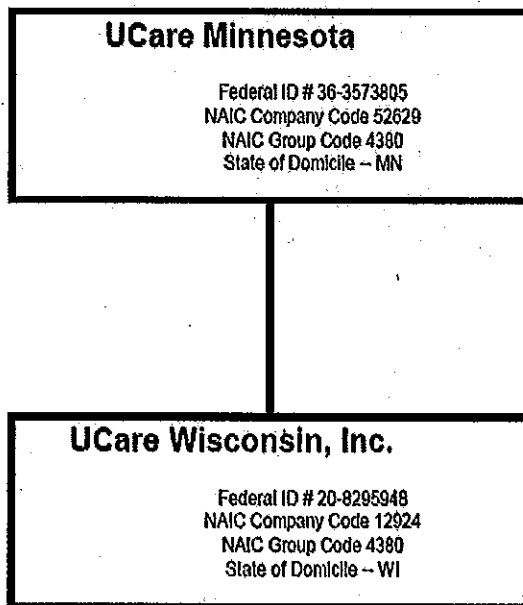 UCare Minnesota
Federal ID # 36-3573805
NAIC Company Code 52629
NAIC Group Code 4380
State of Domicile -- MN
UCare Wisconsin, Inc.
Federal ID # 20-8295948
NAIC Company Code 12924
NAIC Group Code 4380
State of Domicile -- WI